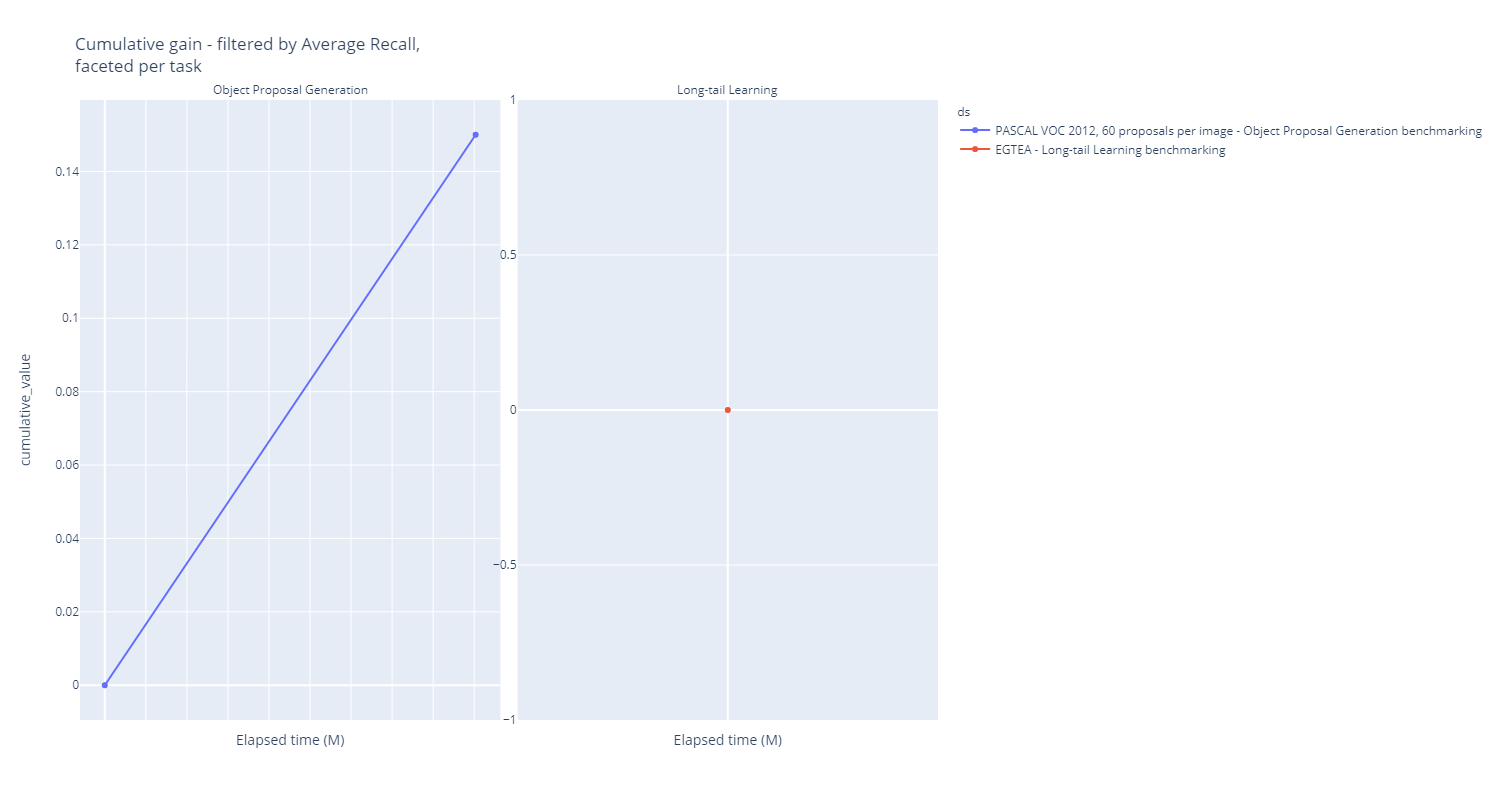 Cumulative gain - filtered by Average Recall,
faceted per task
Object Proposal Generation
Long-tail Learning
cumulative_value
0.14
0.12
0.1
0.08
0.06
0.04
0.02
0
1
0.5
0
−0.5
−1
Elapsed time (M)
Elapsed time (M)
ds
PASCAL VOC 2012, 60 proposals per image - Object Proposal Generation benchmarking
EGTEA - Long-tail Learning benchmarking